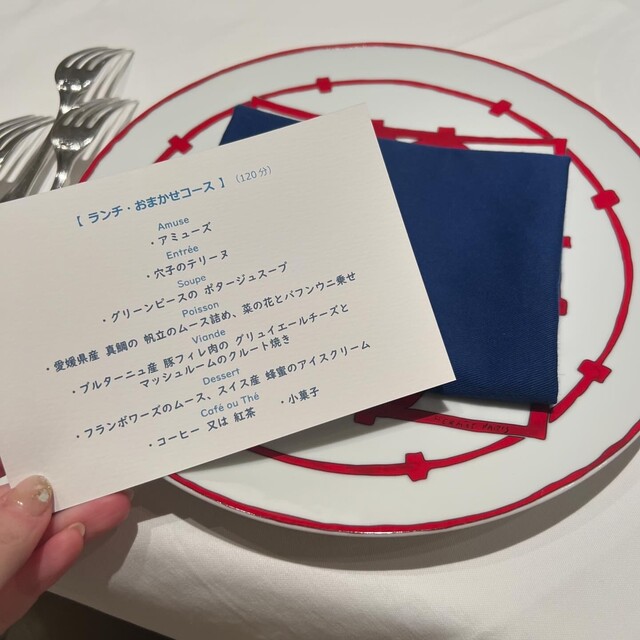 【 ランチ・おまかせコース 】 (120分)
Amuse
・アミューズ
Entrée
・穴子のテリーヌ
Soupe
・グリーンピースの ポタージュスープ
Poisson
・愛媛県産 真鯛の 帆立のムース詰め、菜の花とバフンウニ乗せ
Viande
・ブルターニュ産 豚フィレ肉の グリュイエールチーズと
マッシュルームのクルート焼き
Dessert
・フランボワーズのムース、スイス産 蜂蜜のアイスクリーム
Café ou Thé
・コーヒー 又は 紅茶 ・小菓子